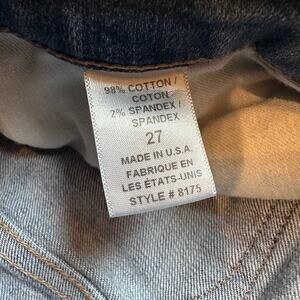 98% COTTON /
COTON
2% SPANDEX /
SPANDEX
27
MADE IN U.S.A.
FABRIQUE EN
LES ÉTATS-UNIS
STYLE # 8175